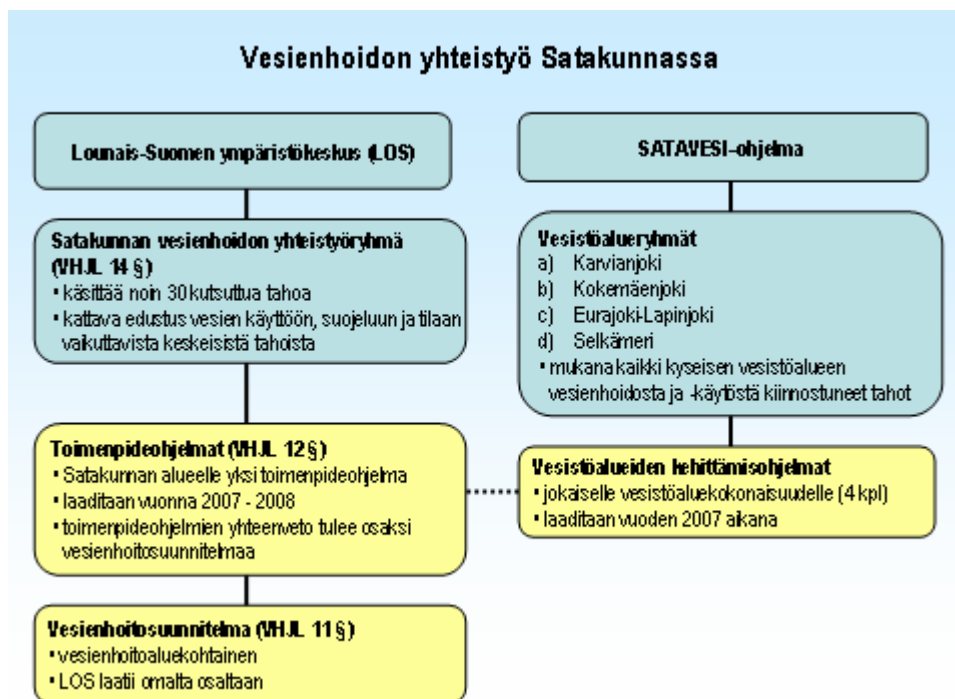 Vesienhoidon yhteistyö Satakunnassa
Lounais-Suomen ympäristökeskus (LOS)
Satakunnan vesienhoidon yhteistyöryhmä
(VHJL 14 §)
▪ käsittää noin 30 kutsuttua tahoa
▪ kattava edustus vesien käyttöön, suojeluun ja tilaan
vaikuttavista keskeisistä tahoista
Toimenpideohjelmat (VHJL 12 §)
▪ Satakunnan alueelle yksi toimenpideohjelma
▪ laaditaan vuonna 2007 - 2008
▪ toimenpideohjelmien yhteenveto tulee osaksi
vesienhoitosuunnitelmaa
Vesienhoitosuunnitelma (VHJL 11 §)
▪ vesienhoitoaluekohtainen
▪ LOS laatii omalta osaltaan
SATAVESI-ohjelma
Vesistöalueryhmät
a) Karvianjoki
b) Kokemäenjoki
c) Eurajoki-Lapinjoki
d) Selkämeri
▪ mukana kaikki kyseisen vesistöalueen
vesienhoidosta ja -käytöstä kiinnostuneet tahot
Vesistöalueiden kehittämisohjelmat
▪ jokaiselle vesistöaluekokonaisuudelle (4 kpl)
▪ laaditaan vuoden 2007 aikana